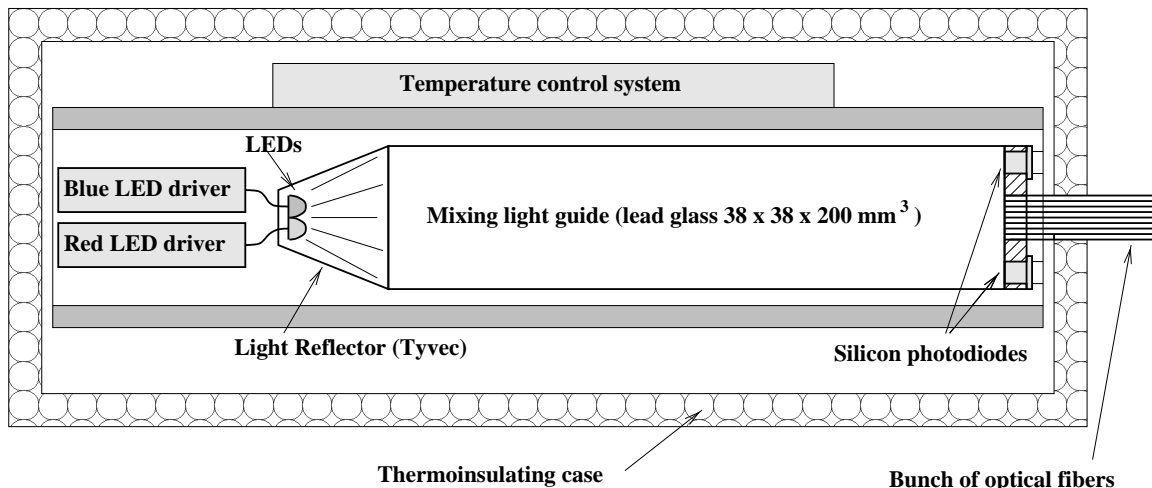 Temperature control system
LEDs
Blue LED driver
Mixing light guide (lead glass 38 x 38 x 200 mm³ )
Red LED driver
Light Reflector (Tyvec)
Silicon photodiodes
Thermoinsulating case
Bunch of optical fibers